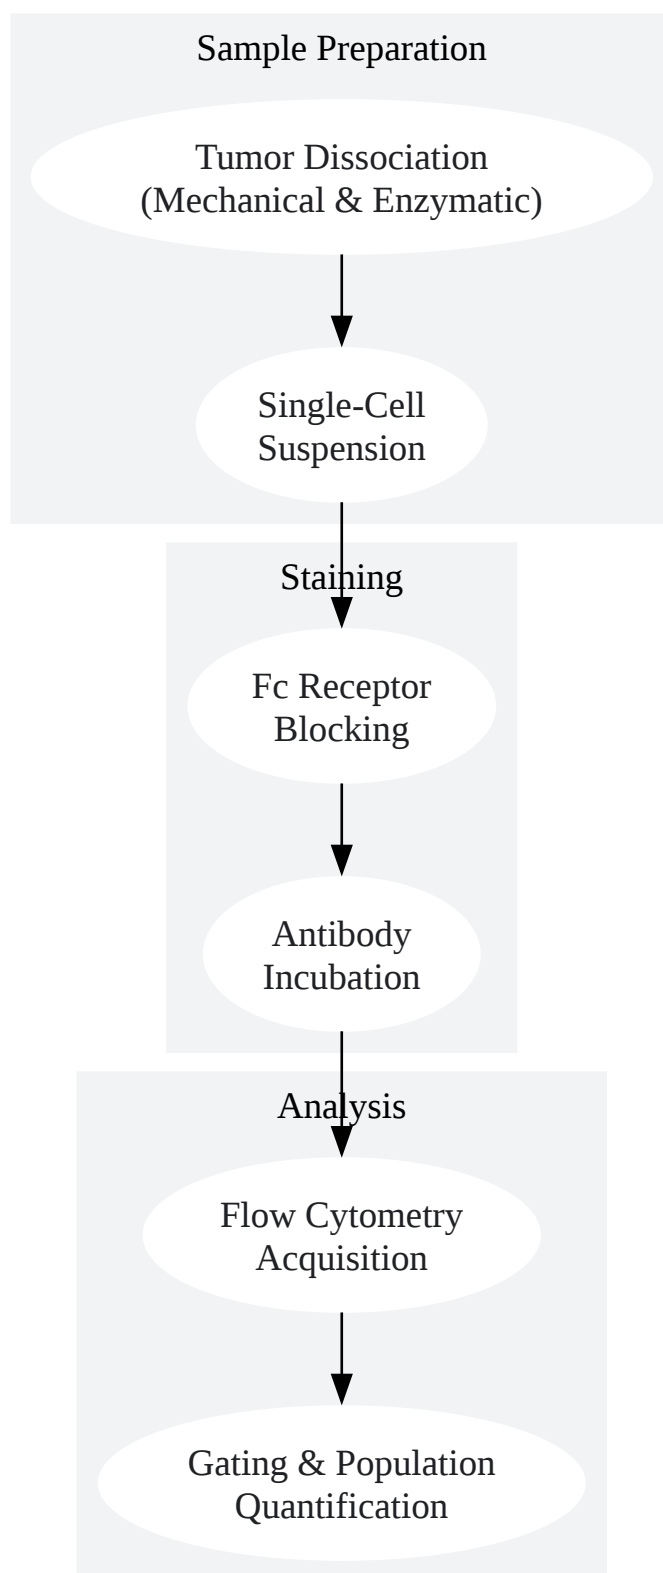 Sample Preparation
Tumor Dissociation
(Mechanical & Enzymatic)
Single-Cell
Suspension
Staining
Fc Receptor
Blocking
Antibody
Incubation
Analysis
Flow Cytometry
Acquisition
Gating & Population
Quantification